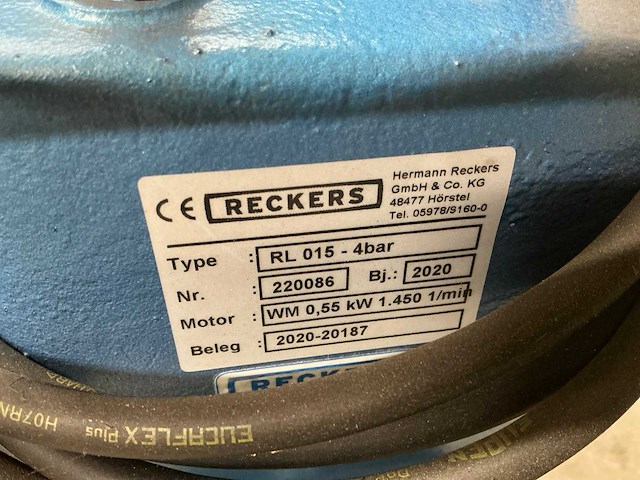 CE RECKERS
Hermann Reckers
GmbH & Co. KG
48477 Hörstel
Tel. 05978/9160-0
Type : RL 015 - 4bar
Nr. : 220086 Bj.: 2020
Motor : WM 0,55 kW 1.450 1/min
Beleg : 2020-20187
RECKERS
H07RN
EUCAFLEX Plus